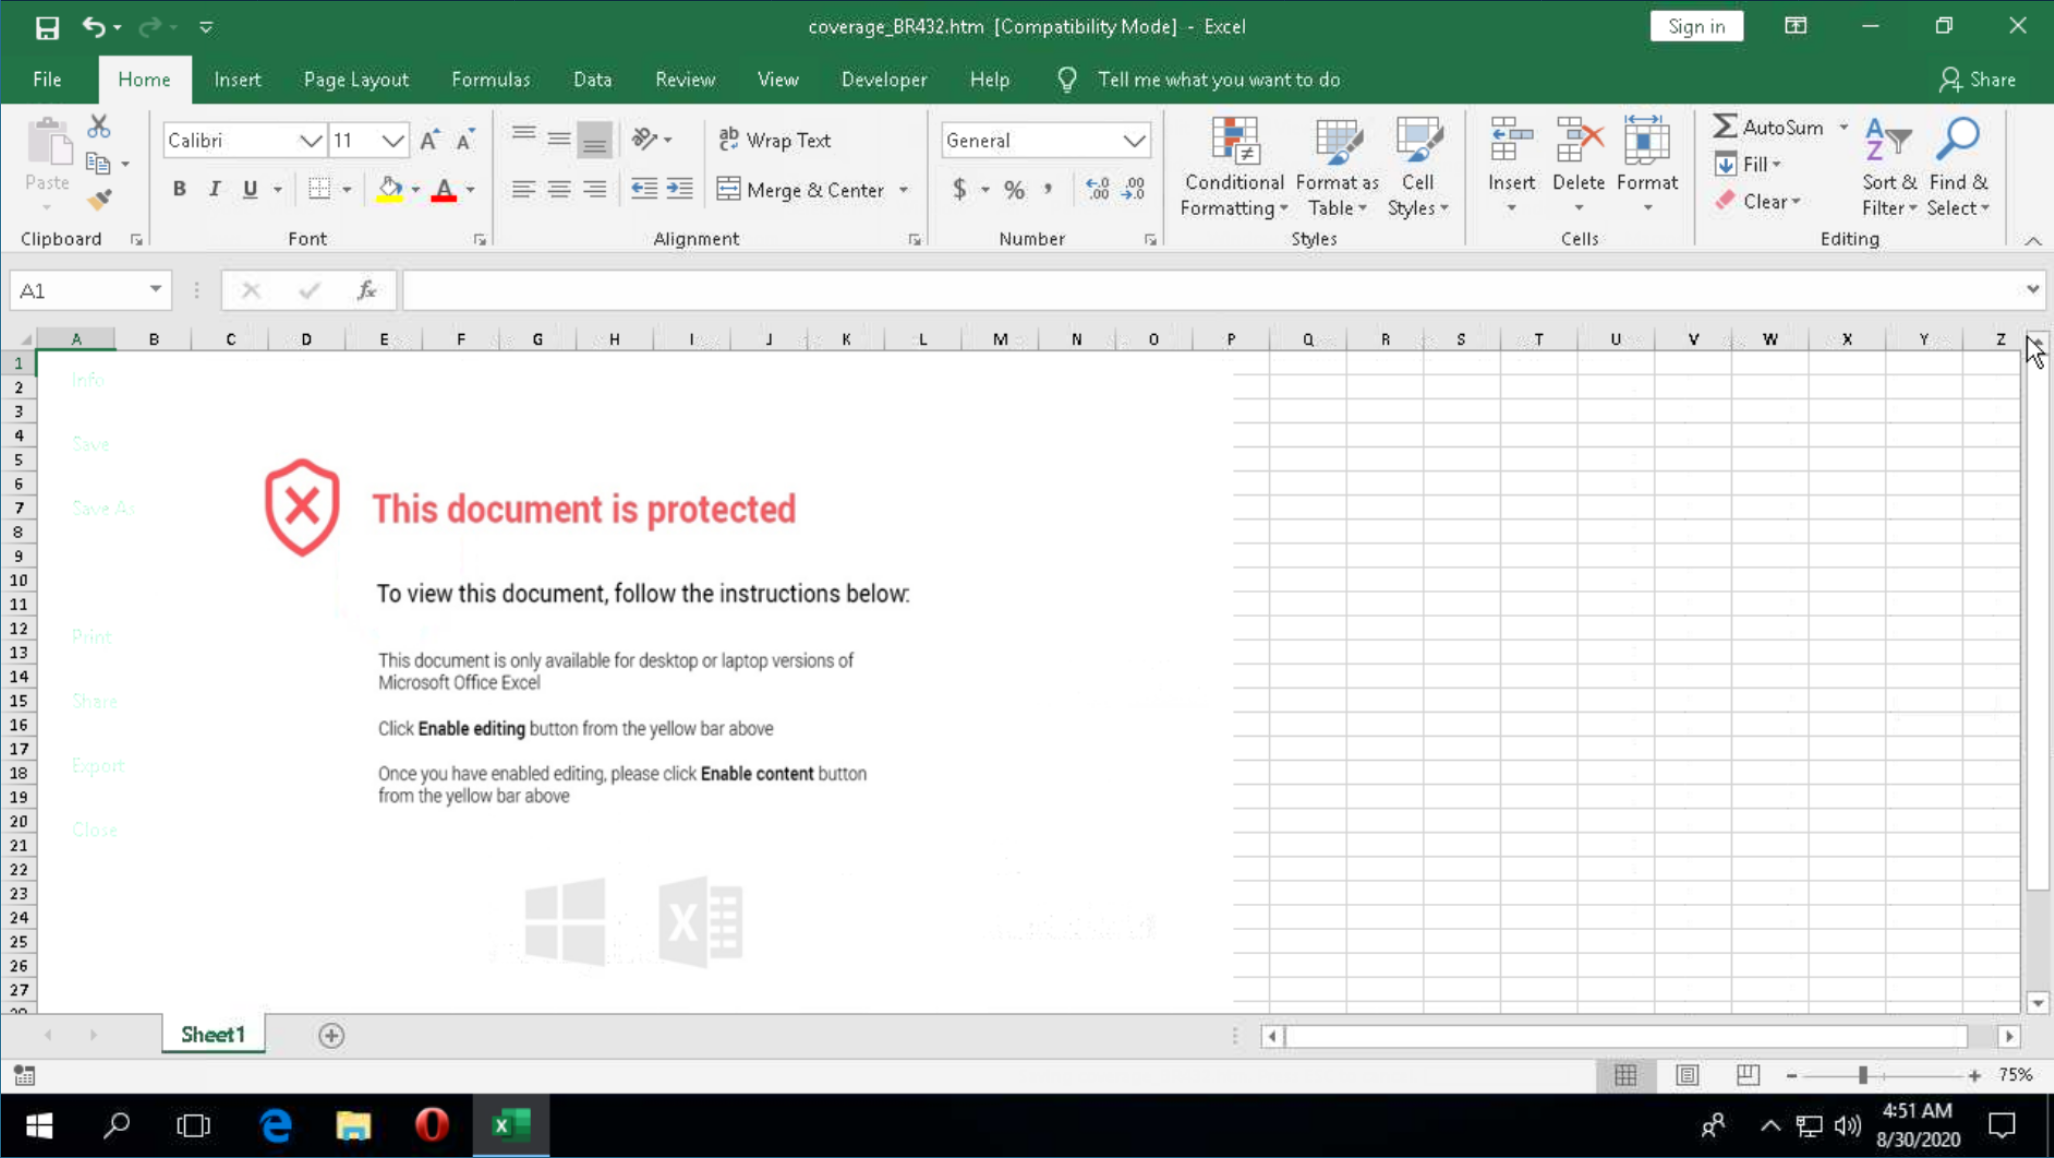 coverage_BR432.htm [Compatibility Mode] - Excel
Sign in
File Home Insert Page Layout Formulas Data Review View Developer Help Tell me what you want to do
Share
Calibri 11
Wrap Text
General
AutoSum
Fill
Clear
Paste
B I U
Merge & Center
$ % ,
Conditional Formatting
Format as Table
Cell Styles
Insert Delete Format
Sort & Filter
Find & Select
Clipboard Font Alignment Number Styles Cells Editing
A1
fx
A B C D E F G H I J K L M N O P Q R S T U V W X Y Z
1
2
3
4
5
6
7
8
9
10
11
12
13
14
15
16
17
18
19
20
21
22
23
24
25
26
27
Info
Save
Save As
Print
Share
Export
Close
This document is protected
To view this document, follow the instructions below:
This document is only available for desktop or laptop versions of
Microsoft Office Excel
Click Enable editing button from the yellow bar above
Once you have enabled editing, please click Enable content button
from the yellow bar above
Sheet1
75%
4:51 AM
8/30/2020